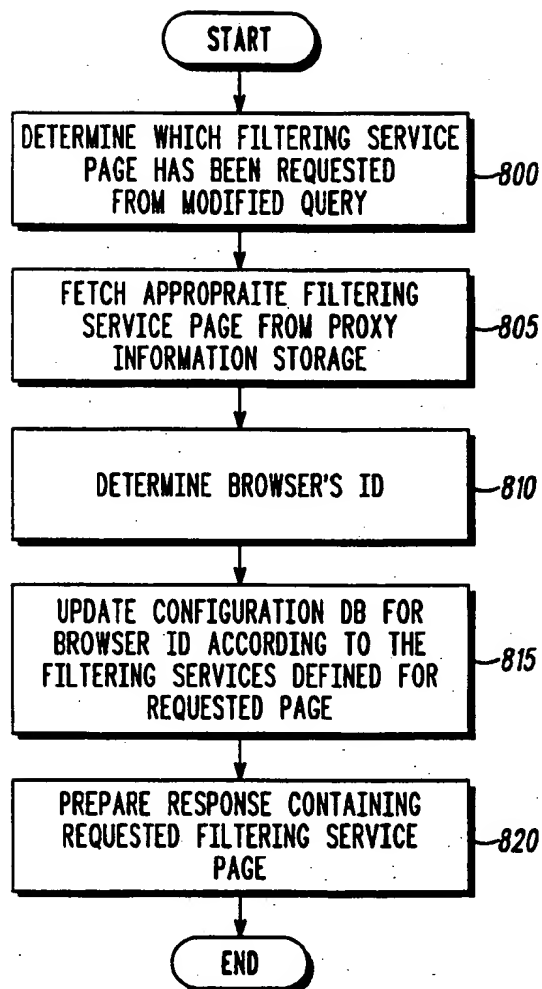 START
DETERMINE WHICH FILTERING SERVICE
PAGE HAS BEEN REQUESTED
FROM MODIFIED QUERY
800
FETCH APPROPRAITE FILTERING
SERVICE PAGE FROM PROXY
INFORMATION STORAGE
805
DETERMINE BROWSER'S ID
810
UPDATE CONFIGURATION DB FOR
BROWSER ID ACCORDING TO THE
FILTERING SERVICES DEFINED FOR
REQUESTED PAGE
815
PREPARE RESPONSE CONTAINING
REQUESTED FILTERING SERVICE
PAGE
820
END